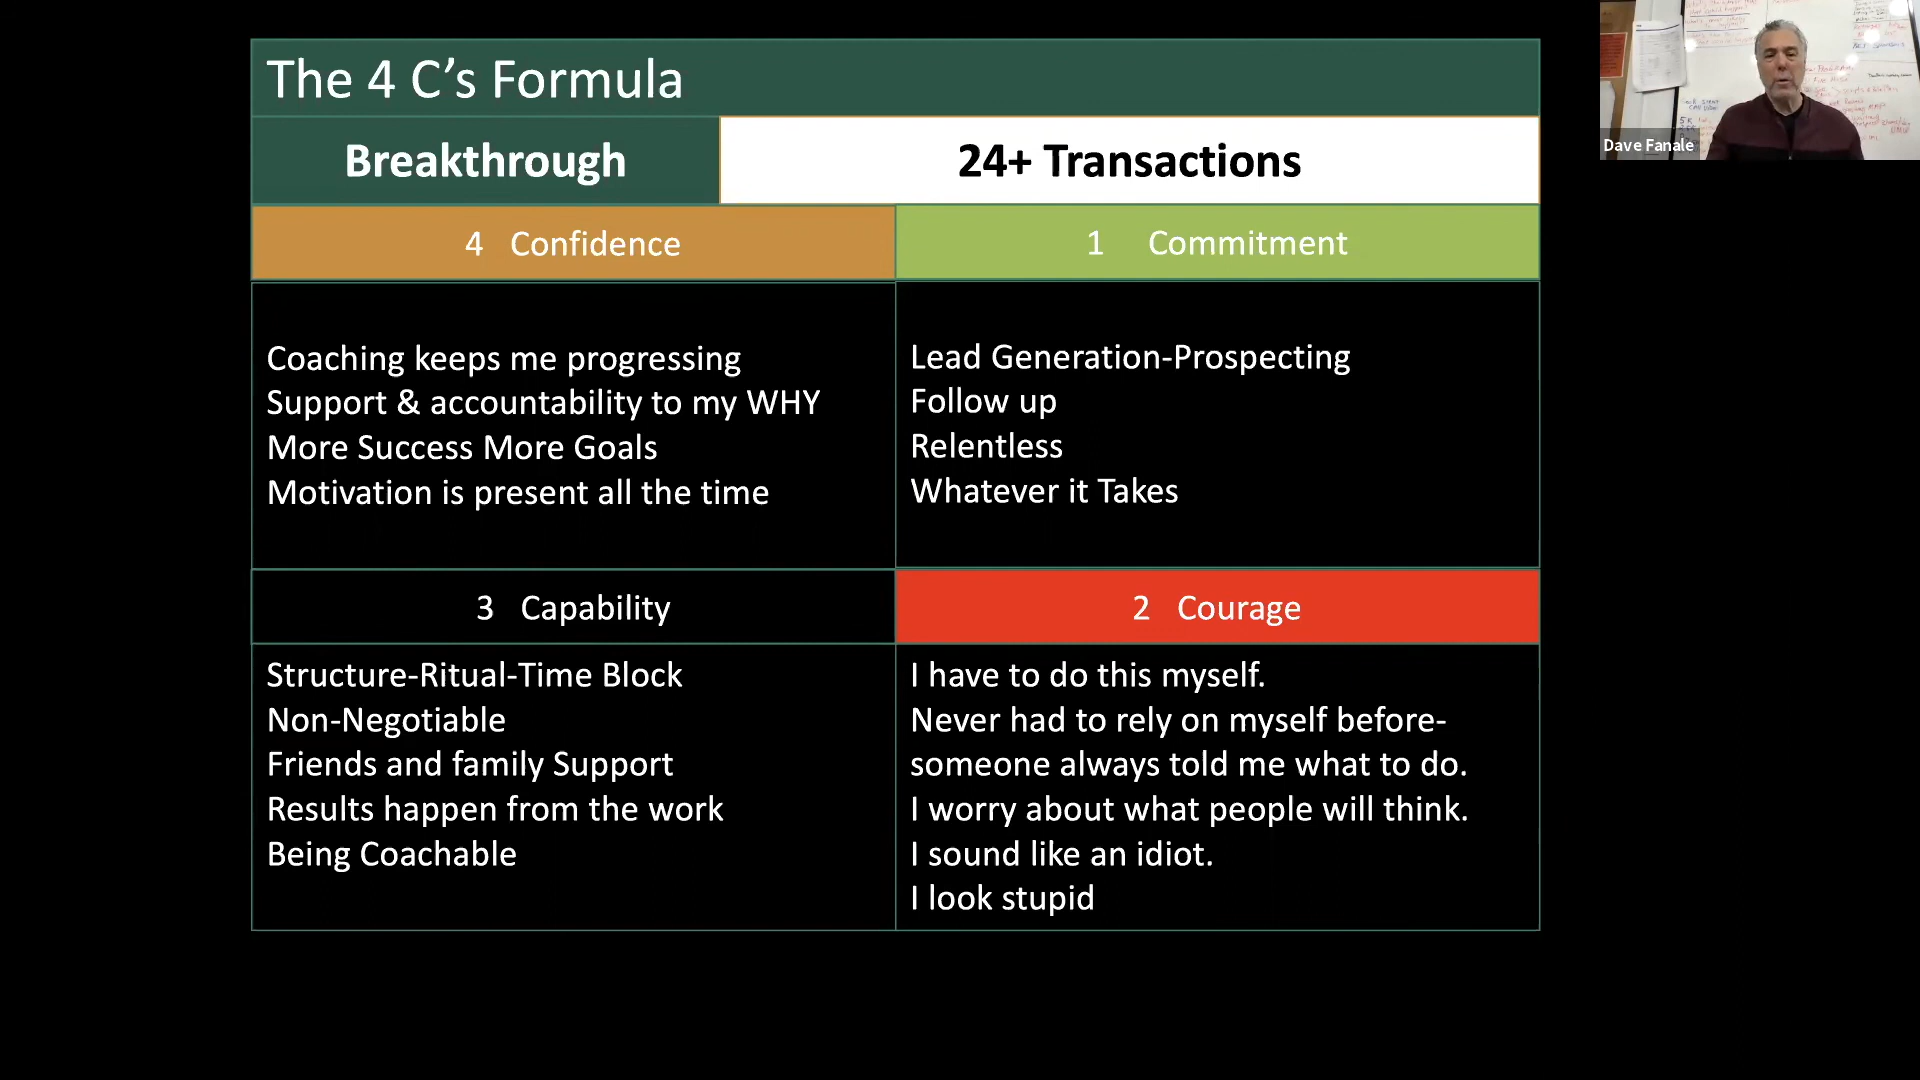 The 4 C's Formula
Breakthrough
24+ Transactions
4 Confidence
1 Commitment
Coaching keeps me progressing
Support & accountability to my WHY
More Success More Goals
Motivation is present all the time
Lead Generation-Prospecting
Follow up
Relentless
Whatever it Takes
3 Capability
2 Courage
Structure-Ritual-Time Block
Non-Negotiable
Friends and family Support
Results happen from the work
Being Coachable
I have to do this myself.
Never had to rely on myself before-
someone always told me what to do.
I worry about what people will think.
I sound like an idiot.
I look stupid
Dave Fanale